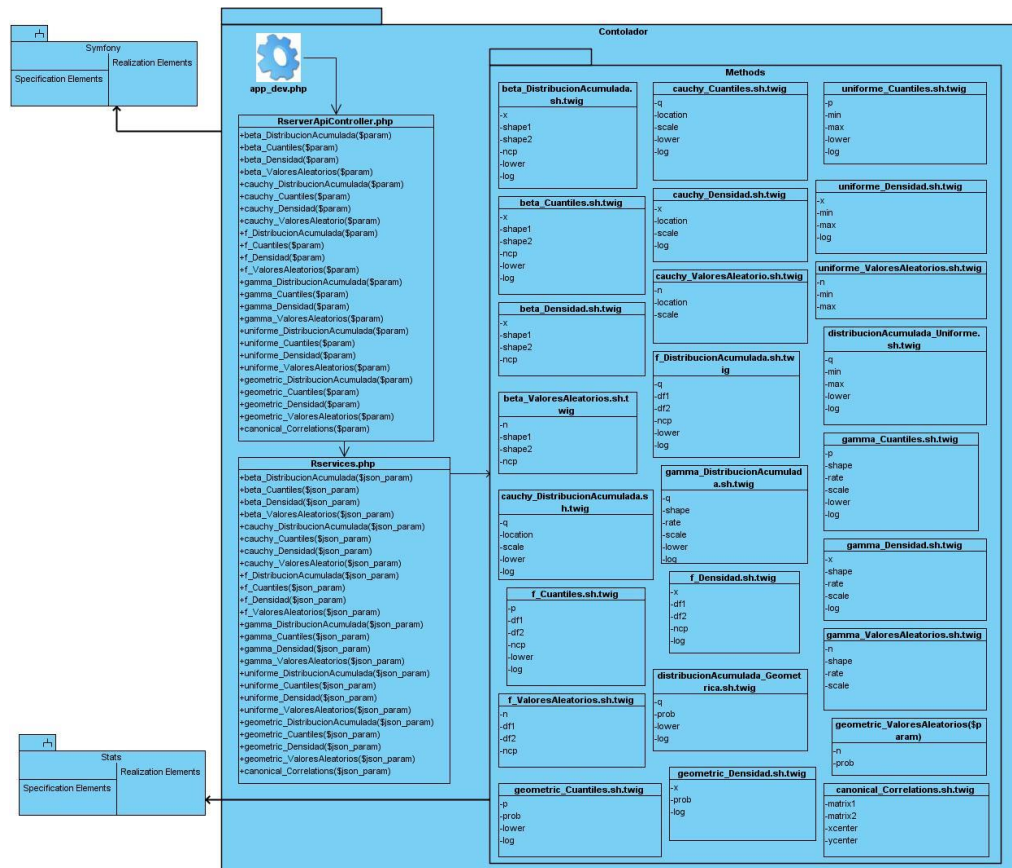 Symfony
Specification Elements
Realization Elements
Contolador
app_dev.php
RserverApiController.php
+beta_DistribucionAcumulada($param)
+beta_Cuantiles($param)
+beta_Densidad($param)
+beta_ValoresAleatorios($param)
+cauchy_DistribucionAcumulada($param)
+cauchy_Cuantiles($param)
+cauchy_Densidad($param)
+cauchy_ValoresAleatorio($param)
+f_DistribucionAcumulada($param)
+f_Cuantiles($param)
+f_Densidad($param)
+f_ValoresAleatorios($param)
+gamma_DistribucionAcumulada($param)
+gamma_Cuantiles($param)
+gamma_Densidad($param)
+gamma_ValoresAleatorios($param)
+uniforme_DistribucionAcumulada($param)
+uniforme_Cuantiles($param)
+uniforme_Densidad($param)
+uniforme_ValoresAleatorios($param)
+geometric_DistribucionAcumulada($param)
+geometric_Cuantiles($param)
+geometric_Densidad($param)
+geometric_ValoresAleatorios($param)
+canonical_Correlations($param)
Rservices.php
+beta_DistribucionAcumulada($json_param)
+beta_Cuantiles($json_param)
+beta_Densidad($json_param)
+beta_ValoresAleatorios($json_param)
+cauchy_DistribucionAcumulada($json_param)
+cauchy_Cuantiles($json_param)
+cauchy_Densidad($json_param)
+cauchy_ValoresAleatorio($json_param)
+f_DistribucionAcumulada($json_param)
+f_Cuantiles($json_param)
+f_Densidad($json_param)
+f_ValoresAleatorios($json_param)
+gamma_DistribucionAcumulada($json_param)
+gamma_Cuantiles($json_param)
+gamma_Densidad($json_param)
+gamma_ValoresAleatorios($json_param)
+uniforme_DistribucionAcumulada($json_param)
+uniforme_Cuantiles($json_param)
+uniforme_Densidad($json_param)
+uniforme_ValoresAleatorios($json_param)
+geometric_DistribucionAcumulada($json_param)
+geometric_Cuantiles($json_param)
+geometric_Densidad($json_param)
+geometric_ValoresAleatorios($json_param)
+canonical_Correlations($json_param)
Stats
Specification Elements
Realization Elements
Methods
beta_DistribucionAcumulada.
sh.twig
-x
-shape1
-shape2
-ncp
-lower
-log
beta_Cuantiles.sh.twig
-x
-shape1
-shape2
-ncp
-lower
-log
beta_Densidad.sh.twig
-x
-shape1
-shape2
-ncp
beta_ValoresAleatorios.sh.t
wig
-n
-shape1
-shape2
-ncp
cauchy_DistribucionAcumulada.s
h.twig
-q
-location
-scale
-lower
-log
f_Cuantiles.sh.twig
-p
-df1
-df2
-ncp
-lower
-log
f_ValoresAleatorios.sh.twig
-n
-df1
-df2
-ncp
geometric_Cuantiles.sh.twig
-p
-prob
-lower
-log
cauchy_Cuantiles.sh.twig
-q
-location
-scale
-lower
-log
cauchy_Densidad.sh.twig
-x
-location
-scale
-log
cauchy_ValoresAleatorio.sh.twig
-n
-location
-scale
f_DistribucionAcumulada.sh.tw
ig
-q
-df1
-df2
-ncp
-lower
-log
gamma_DistribucionAcumulad
a.sh.twig
-q
-shape
-rate
-scale
-lower
-log
f_Densidad.sh.twig
-x
-df1
-df2
-ncp
-log
distribucionAcumulada_Geomet
rica.sh.twig
-q
-prob
-lower
-log
geometric_Densidad.sh.twig
-x
-prob
-log
uniforme_Cuantiles.sh.twig
-p
-min
-max
-lower
-log
uniforme_Densidad.sh.twig
-x
-min
-max
-log
uniforme_ValoresAleatorios.sh.twig
-n
-min
-max
distribucionAcumulada_Uniforme.
sh.twig
-q
-min
-max
-lower
-log
gamma_Cuantiles.sh.twig
-p
-shape
-rate
-scale
-lower
-log
gamma_Densidad.sh.twig
-x
-shape
-rate
-scale
-log
gamma_ValoresAleatorios.sh.twig
-n
-shape
-rate
-scale
geometric_ValoresAleatorios($p
aram)
-n
-prob
canonical_Correlations.sh.twig
-matrix1
-matrix2
-xcenter
-ycenter